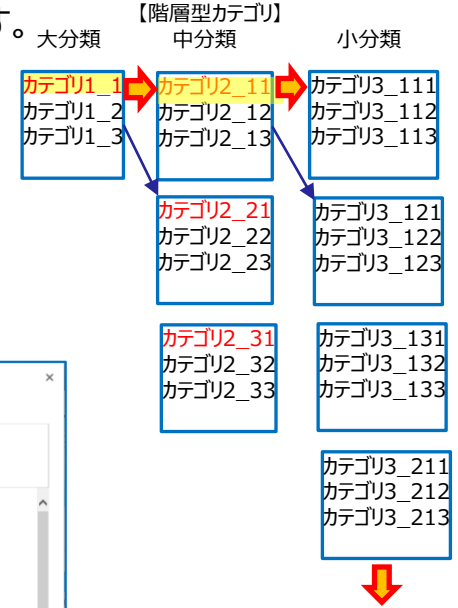 す。
【階層型カテゴリ】
大分類 中分類 小分類
カテゴリ1_1
カテゴリ1_2
カテゴリ1_3
カテゴリ2_11
カテゴリ2_12
カテゴリ2_13
カテゴリ3_111
カテゴリ3_112
カテゴリ3_113
カテゴリ2_21
カテゴリ2_22
カテゴリ2_23
カテゴリ3_121
カテゴリ3_122
カテゴリ3_123
カテゴリ2_31
カテゴリ2_32
カテゴリ2_33
カテゴリ3_131
カテゴリ3_132
カテゴリ3_133
カテゴリ3_211
カテゴリ3_212
カテゴリ3_213